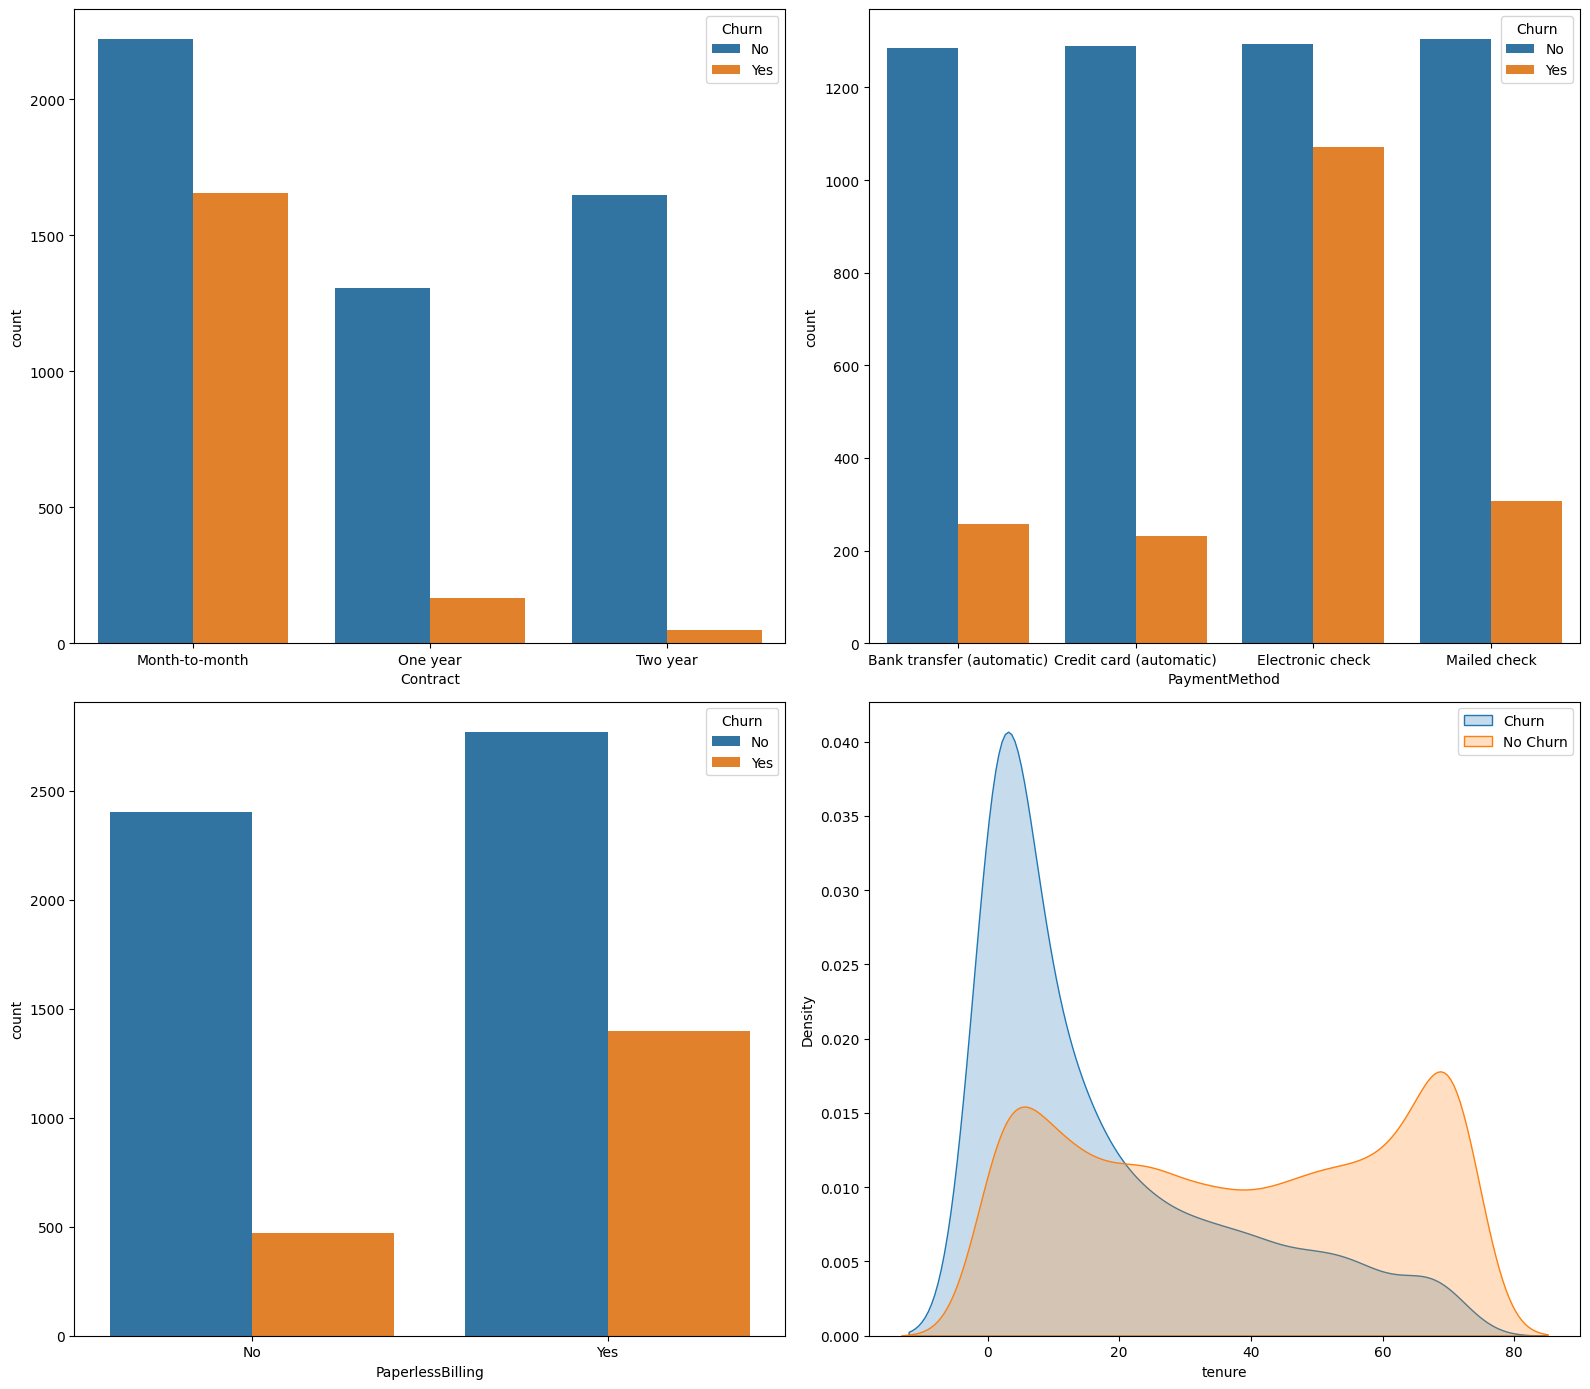 Churn
No
Yes
2000
1500
1000
500
0
count
Month-to-month One year Two year
Contract
Churn
No
Yes
1200
1000
800
600
400
200
0
count
Bank transfer (automatic) Credit card (automatic) Electronic check Mailed check
PaymentMethod
Churn
No
Yes
2500
2000
1500
1000
500
0
count
No Yes
PaperlessBilling
Churn
No Churn
0.040
0.035
0.030
0.025
0.020
0.015
0.010
0.005
0.000
Density
0 20 40 60 80
tenure